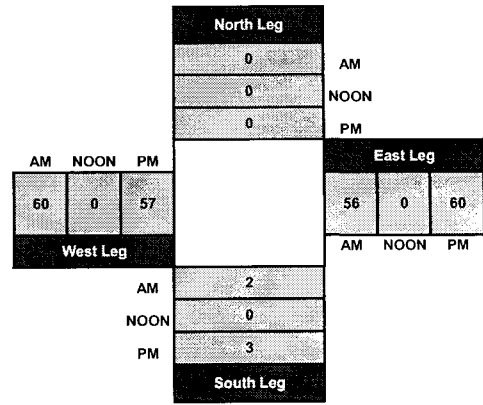 North Leg
0 AM
0 NOON
0 PM
AM NOON PM
East Leg
60 0 57
56 0 60
West Leg
AM NOON PM
AM 2
NOON 0
PM 3
South Leg